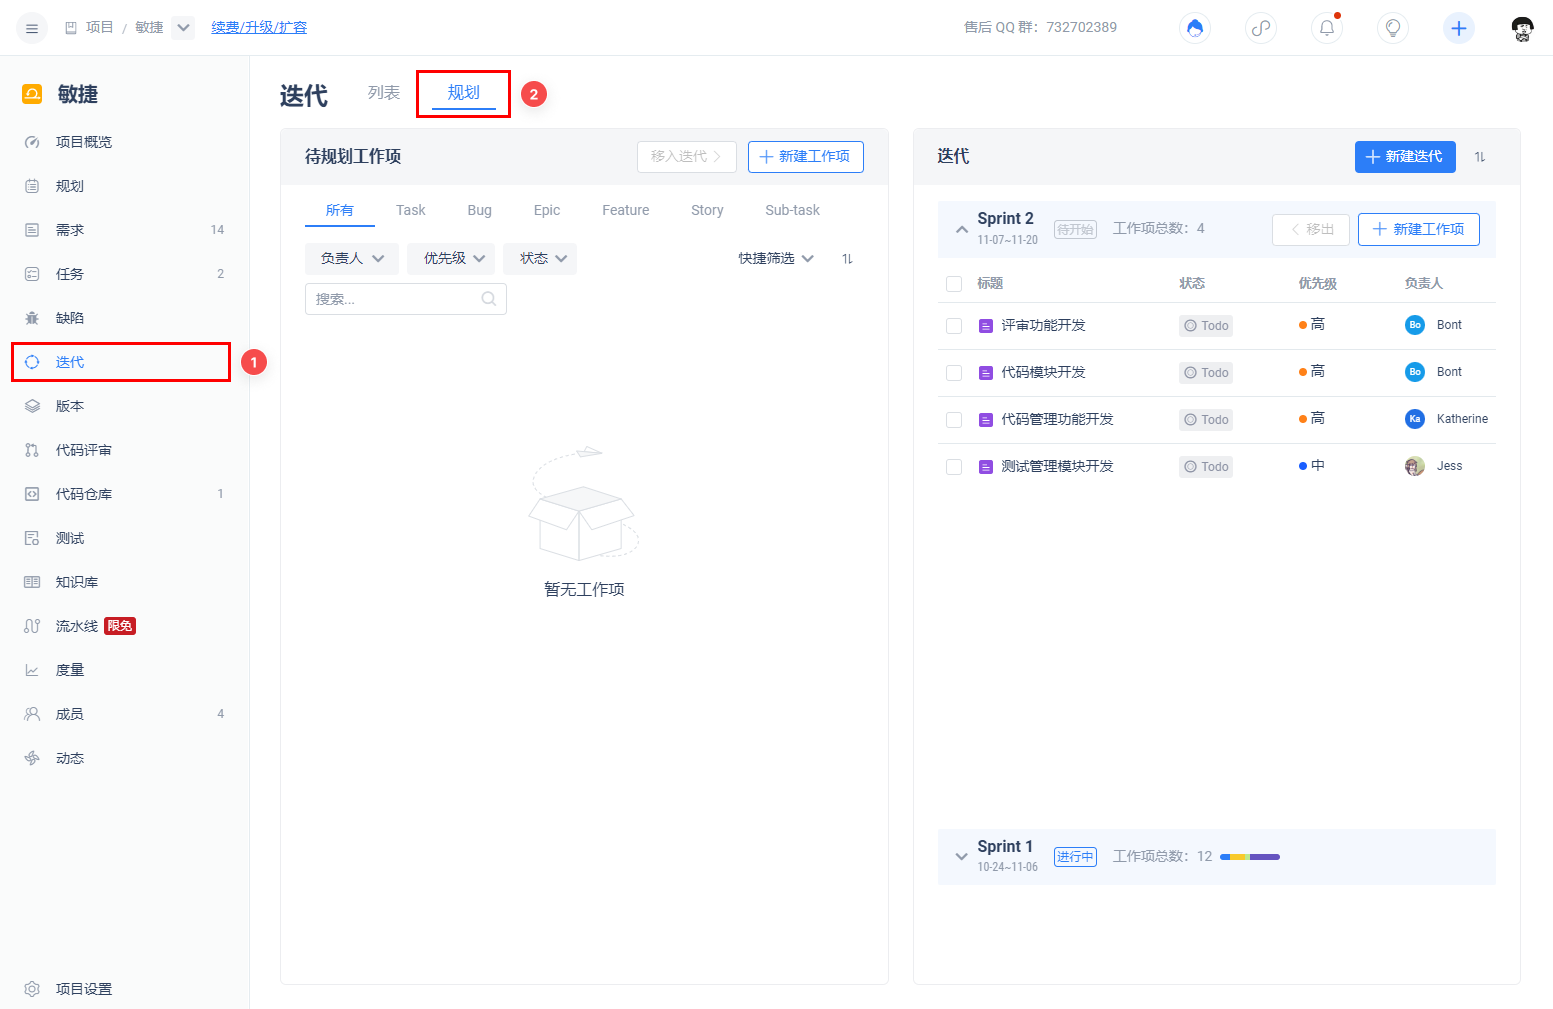 项目 / 敏捷 续费/升级/扩容 售后 QQ 群：732702389
敏捷
项目概览
规划
需求 14
任务 2
缺陷
迭代 1
版本
代码评审
代码仓库 1
测试
知识库
流水线 限免
度量
成员 4
动态
项目设置
迭代 列表 规划 2
待规划工作项 移入迭代 新建工作项
所有 Task Bug Epic Feature Story Sub-task
负责人 优先级 状态 快捷筛选
搜索...
暂无工作项
迭代 新建迭代
Sprint 2
11-07~11-20 待开始 工作项总数：4 移出 新建工作项
标题 状态 优先级 负责人
评审功能开发 Todo 高 Bo Bont
代码模块开发 Todo 高 Bo Bont
代码管理功能开发 Todo 高 Ka Katherine
测试管理模块开发 Todo 中 Jess
Sprint 1
10-24~11-06 进行中 工作项总数：12